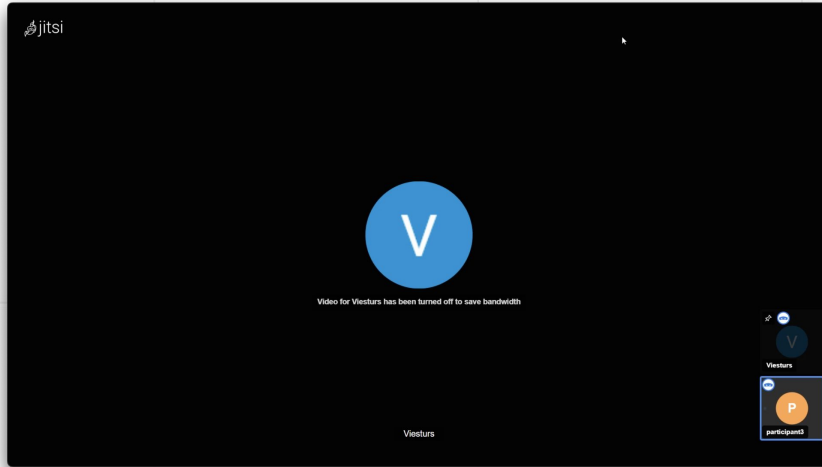 jitsi
V
Video for Viesturs has been turned off to save bandwidth
Viesturs
V
Viesturs
P
participant3